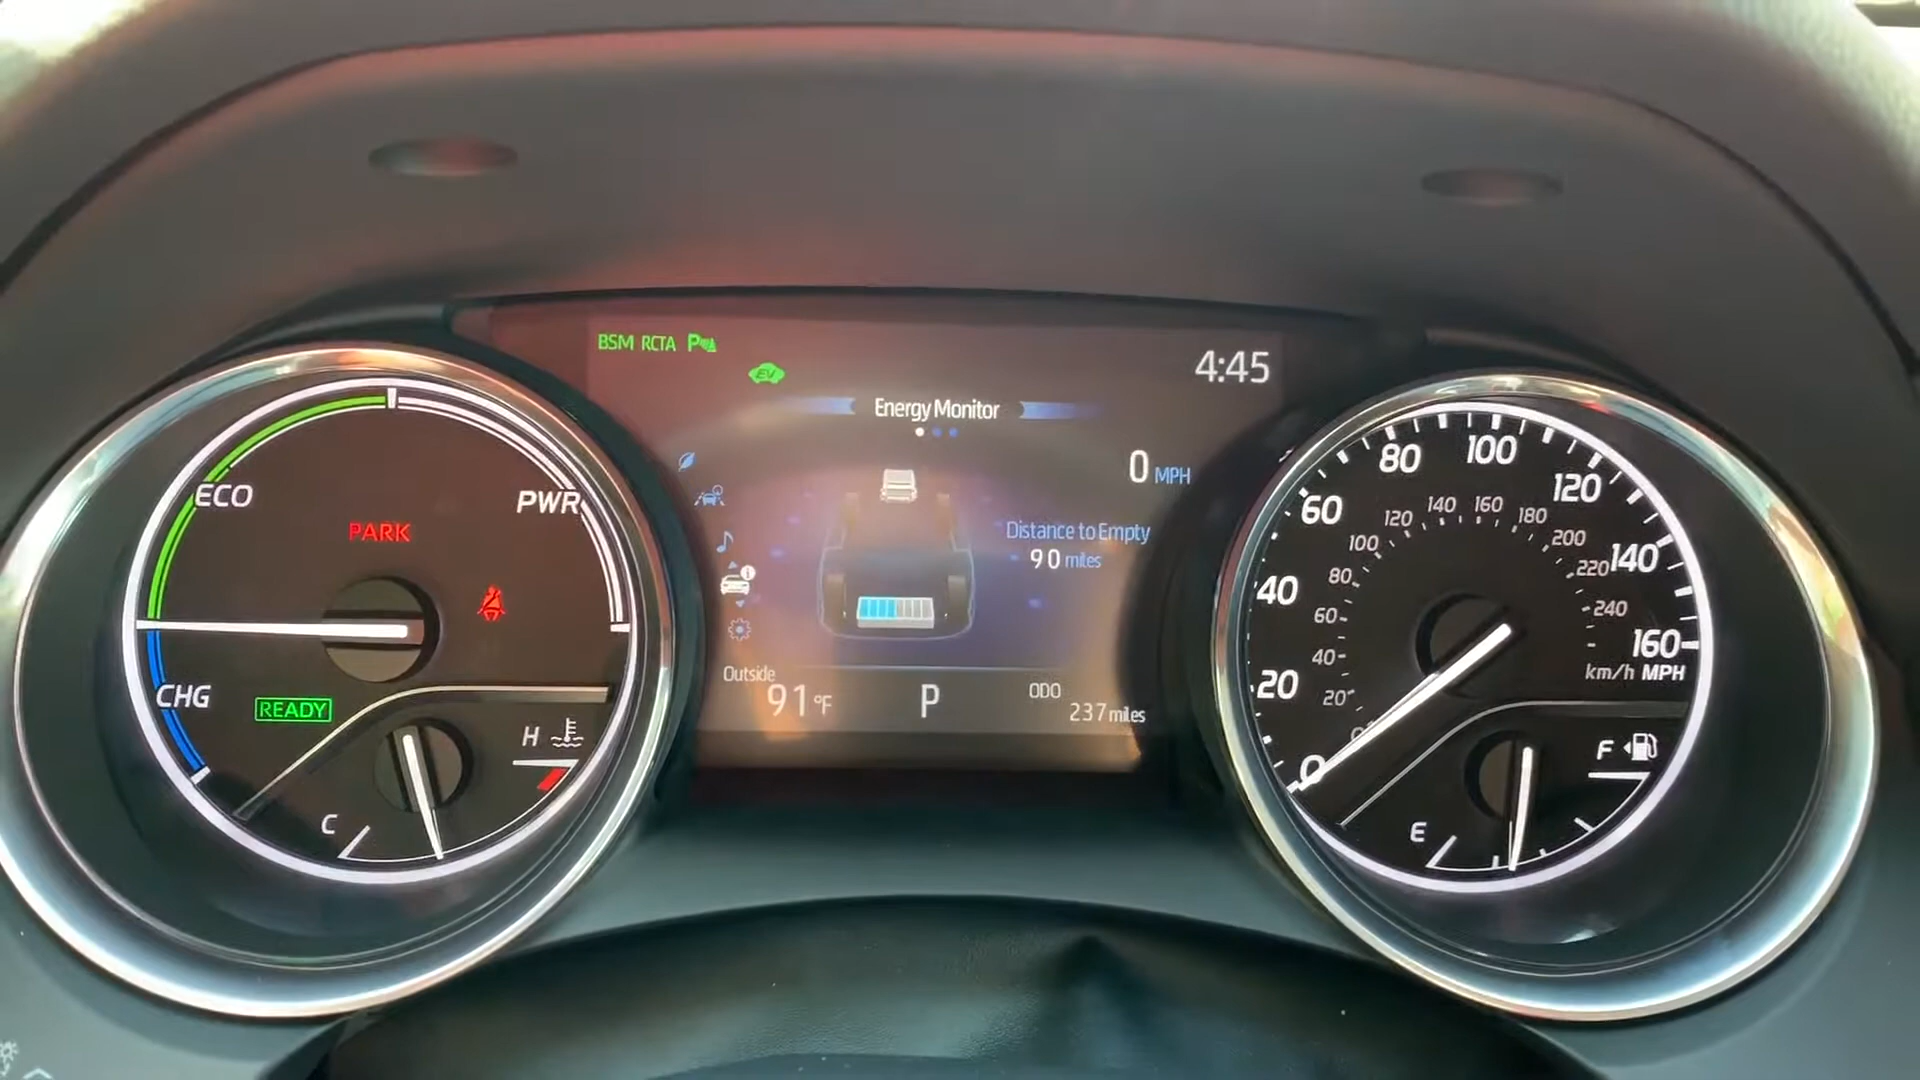 BSM RCTA P
EV
4:45
Energy Monitor
0 MPH
Distance to Empty
90 miles
Outside
91°F
P
ODO
237 miles
ECO
PWR
PARK
CHG
READY
H
C
0
20
40
60
80
100
120
140
160
km/h MPH
20
40
60
80
100
120
140
160
180
200
220
240
F
E